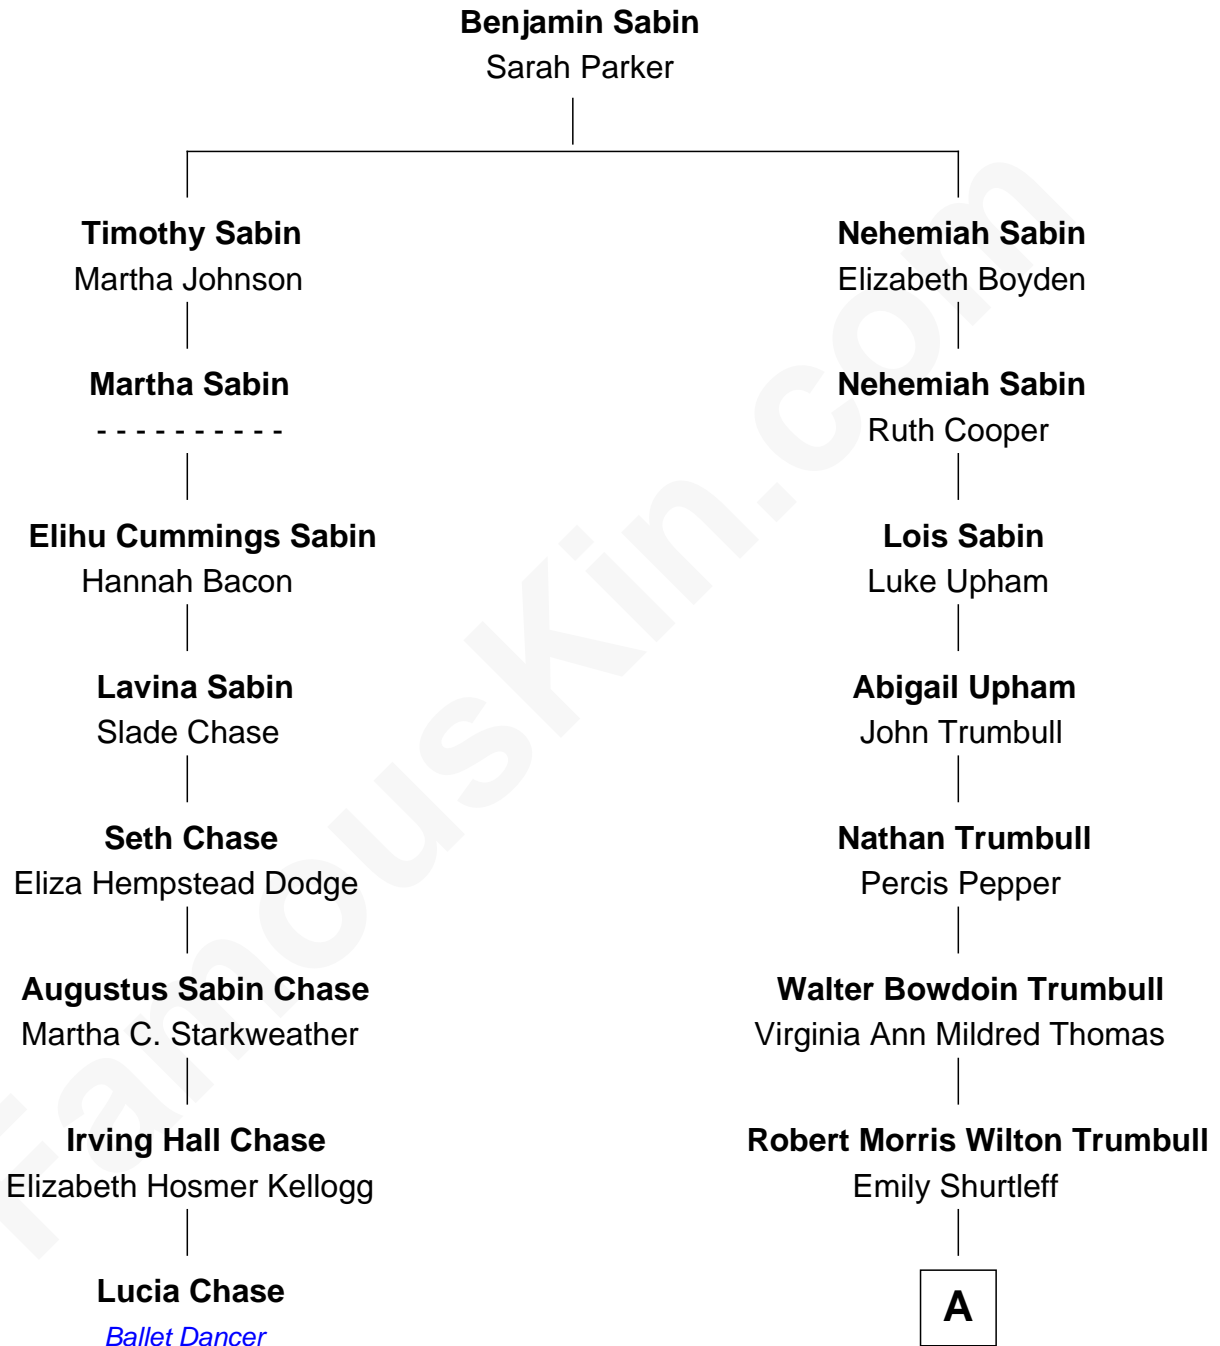 Benjamin Sabin
Sarah Parker
Timothy Sabin
Martha Johnson
Nehemiah Sabin
Elizabeth Boyden
Martha Sabin
- - - - - - - - - -
Nehemiah Sabin
Ruth Cooper
Elihu Cummings Sabin
Hannah Bacon
Lois Sabin
Luke Upham
Lavina Sabin
Slade Chase
Abigail Upham
John Trumbull
Seth Chase
Eliza Hempstead Dodge
Nathan Trumbull
Percis Pepper
Augustus Sabin Chase
Martha C. Starkweather
Walter Bowdoin Trumbull
Virginia Ann Mildred Thomas
Irving Hall Chase
Elizabeth Hosmer Kellogg
Robert Morris Wilton Trumbull
Emily Shurtleff
Lucia Chase
Ballet Dancer
A
FamousKin.com